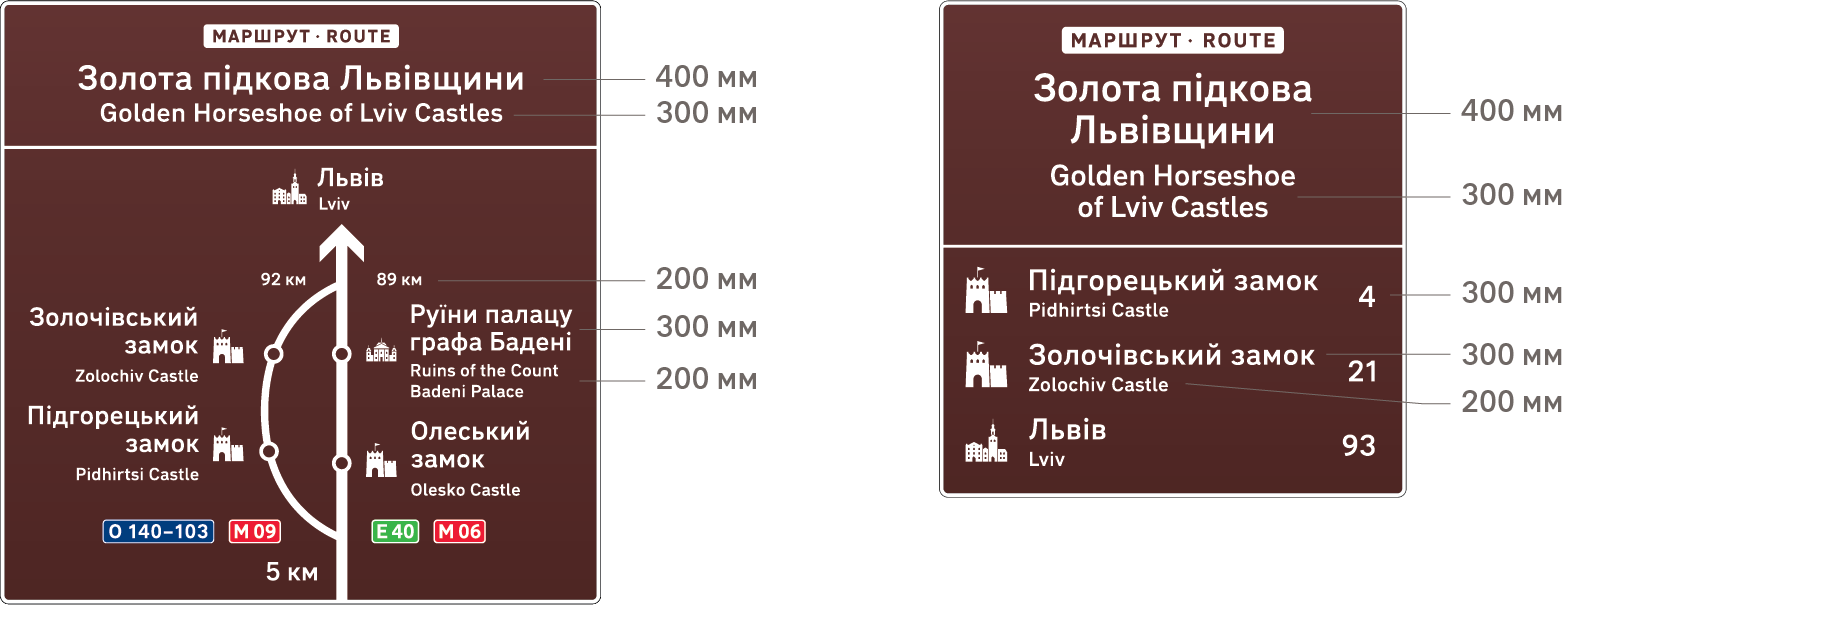 МАРШРУТ · ROUTE
Золота підкова Львівщини
Golden Horseshoe of Lviv Castles
400 мм
300 мм
Львів
Lviv
92 км
89 км
200 мм
Золочівський
замок
Zolochiv Castle
Руїни палацу
графа Бадені
Ruins of the Count
Badeni Palace
300 мм
200 мм
Підгорецький
замок
Pidhirtsi Castle
Олеський
замок
Olesko Castle
О 140–103
М 09
Е 40
М 06
5 км
МАРШРУТ · ROUTE
Золота підкова
Львівщини
Golden Horseshoe
of Lviv Castles
400 мм
300 мм
Підгорецький замок
Pidhirtsi Castle
4
300 мм
Золочівський замок
Zolochiv Castle
21
300 мм
200 мм
Львів
Lviv
93